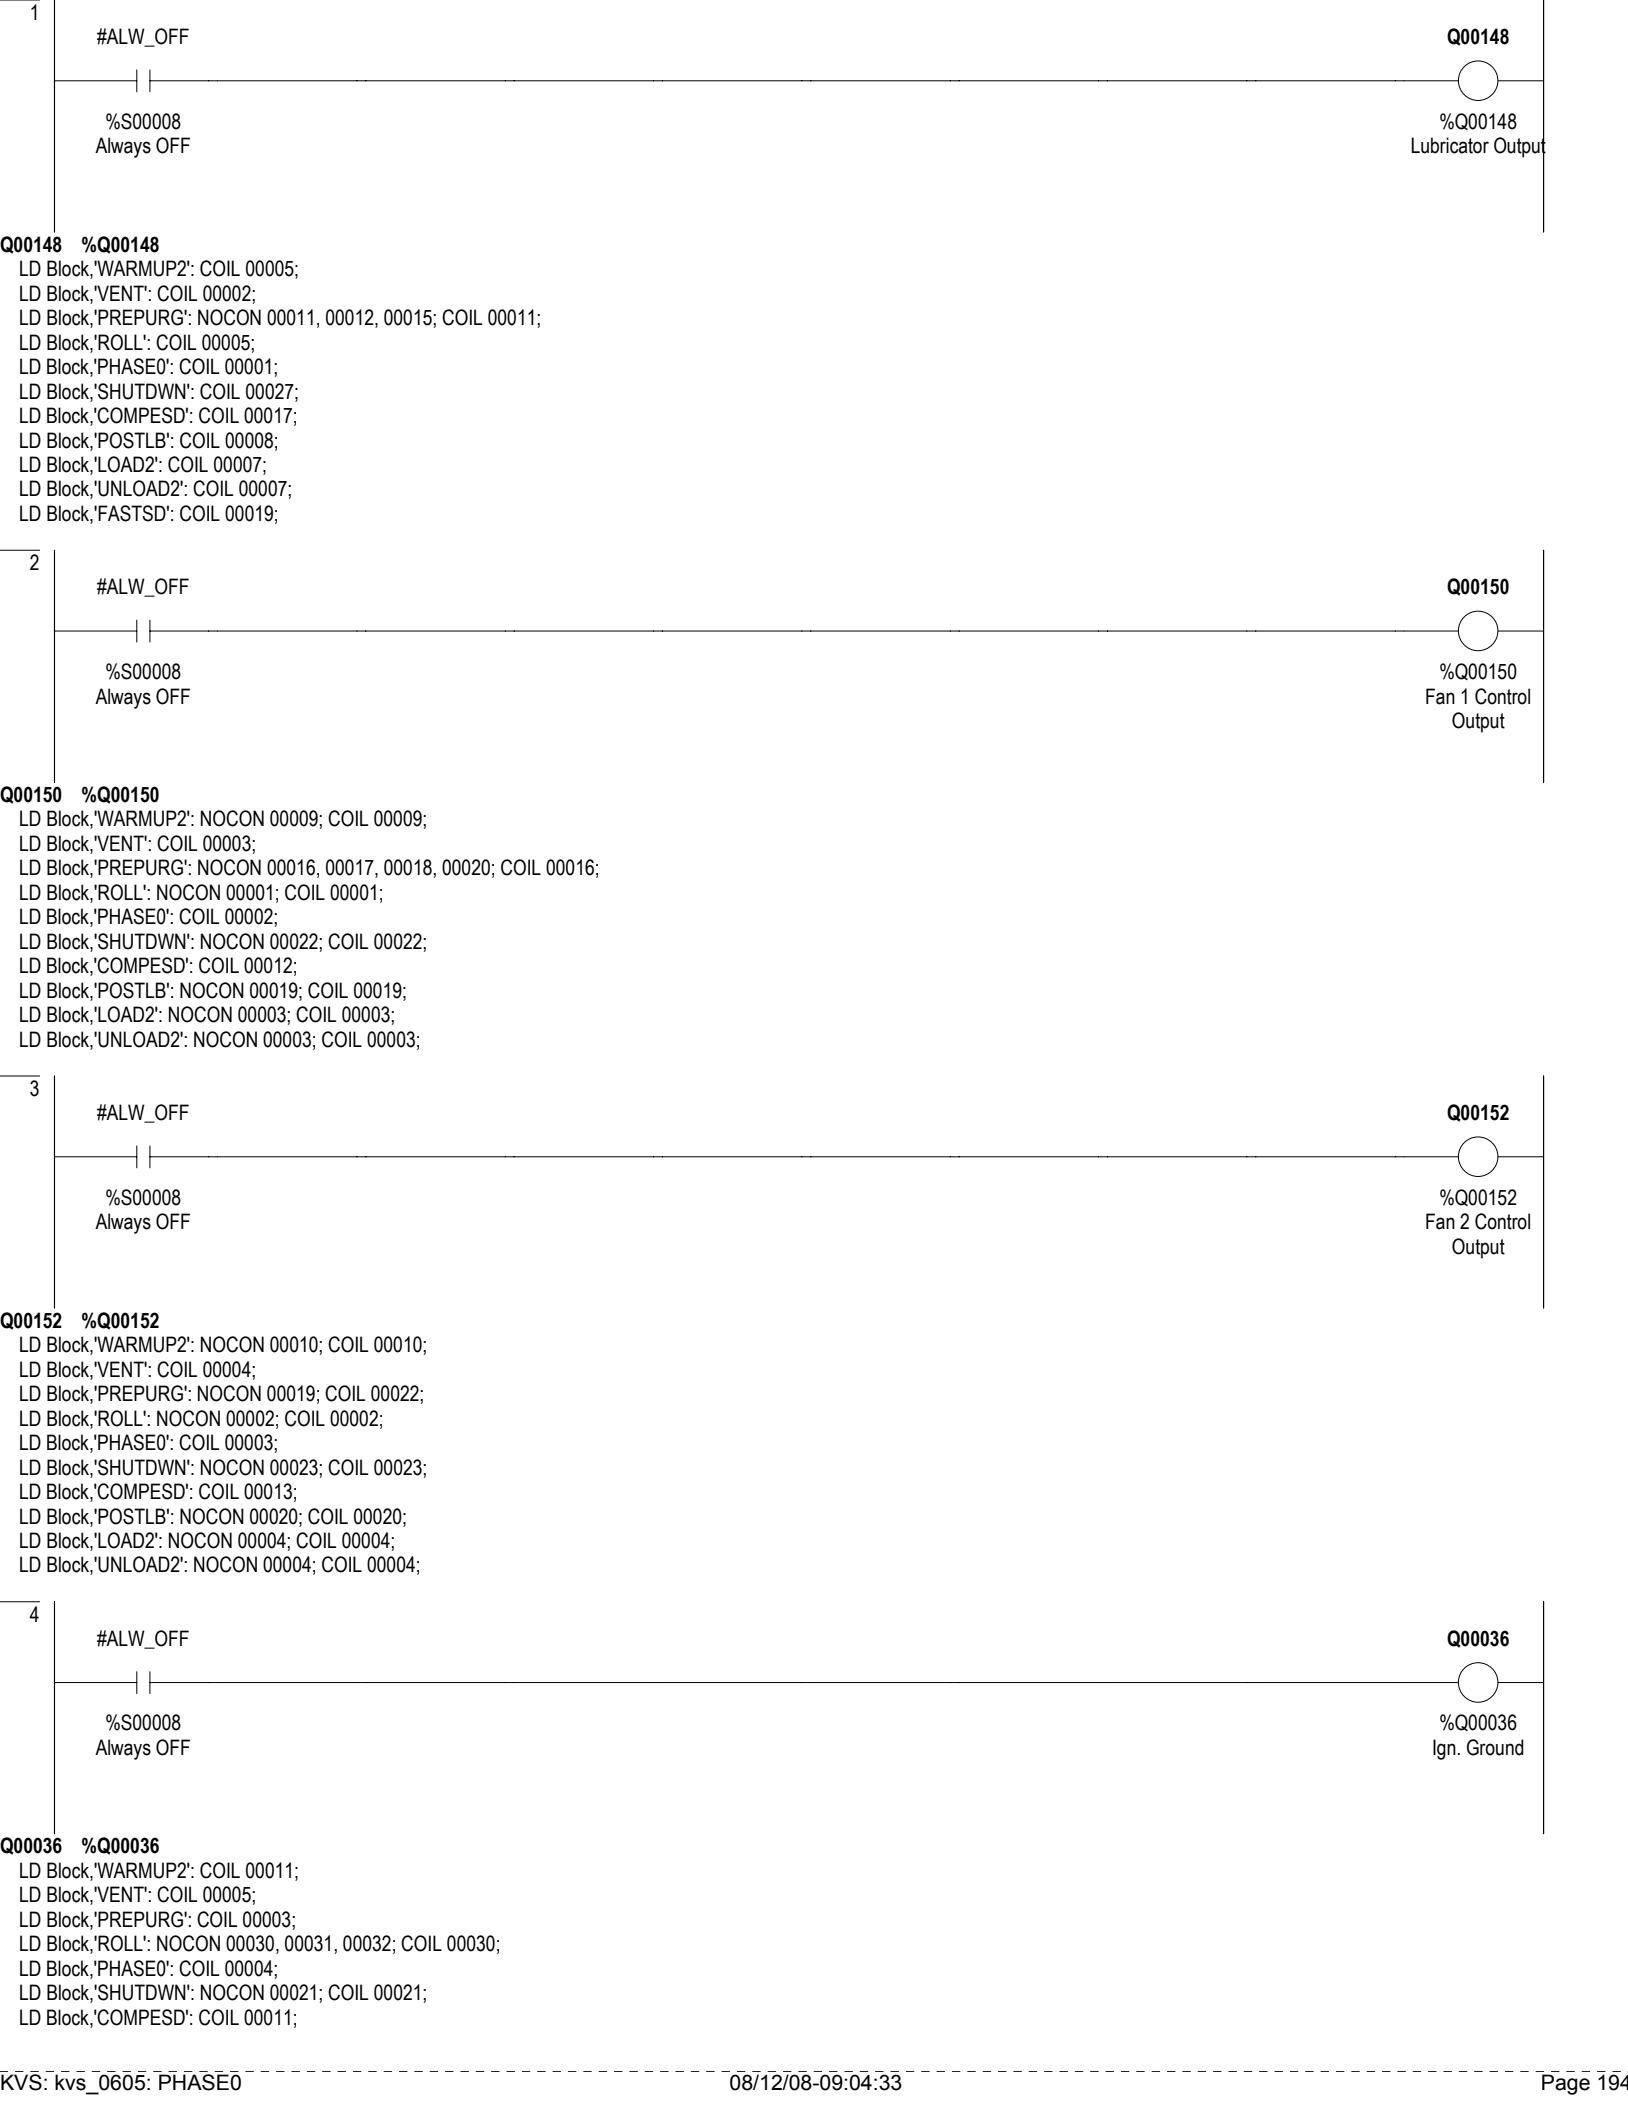 1
#ALW_OFF Q00148
%S00008 %Q00148
Always OFF Lubricator Output
Q00148 %Q00148
LD Block,'WARMUP2': COIL 00005;
LD Block,'VENT': COIL 00002;
LD Block,'PREPURG': NOCON 00011, 00012, 00015; COIL 00011;
LD Block,'ROLL': COIL 00005;
LD Block,'PHASE0': COIL 00001;
LD Block,'SHUTDWN': COIL 00027;
LD Block,'COMPESD': COIL 00017;
LD Block,'POSTLB': COIL 00008;
LD Block,'LOAD2': COIL 00007;
LD Block,'UNLOAD2': COIL 00007;
LD Block,'FASTSD': COIL 00019;
2
#ALW_OFF Q00150
%S00008 %Q00150
Always OFF Fan 1 Control
Output
Q00150 %Q00150
LD Block,'WARMUP2': NOCON 00009; COIL 00009;
LD Block,'VENT': COIL 00003;
LD Block,'PREPURG': NOCON 00016, 00017, 00018, 00020; COIL 00016;
LD Block,'ROLL': NOCON 00001; COIL 00001;
LD Block,'PHASE0': COIL 00002;
LD Block,'SHUTDWN': NOCON 00022; COIL 00022;
LD Block,'COMPESD': COIL 00012;
LD Block,'POSTLB': NOCON 00019; COIL 00019;
LD Block,'LOAD2': NOCON 00003; COIL 00003;
LD Block,'UNLOAD2': NOCON 00003; COIL 00003;
3
#ALW_OFF Q00152
%S00008 %Q00152
Always OFF Fan 2 Control
Output
Q00152 %Q00152
LD Block,'WARMUP2': NOCON 00010; COIL 00010;
LD Block,'VENT': COIL 00004;
LD Block,'PREPURG': NOCON 00019; COIL 00022;
LD Block,'ROLL': NOCON 00002; COIL 00002;
LD Block,'PHASE0': COIL 00003;
LD Block,'SHUTDWN': NOCON 00023; COIL 00023;
LD Block,'COMPESD': COIL 00013;
LD Block,'POSTLB': NOCON 00020; COIL 00020;
LD Block,'LOAD2': NOCON 00004; COIL 00004;
LD Block,'UNLOAD2': NOCON 00004; COIL 00004;
4
#ALW_OFF Q00036
%S00008 %Q00036
Always OFF Ign. Ground
Q00036 %Q00036
LD Block,'WARMUP2': COIL 00011;
LD Block,'VENT': COIL 00005;
LD Block,'PREPURG': COIL 00003;
LD Block,'ROLL': NOCON 00030, 00031, 00032; COIL 00030;
LD Block,'PHASE0': COIL 00004;
LD Block,'SHUTDWN': NOCON 00021; COIL 00021;
LD Block,'COMPESD': COIL 00011;
KVS: kvs_0605: PHASE0 08/12/08-09:04:33 Page 194